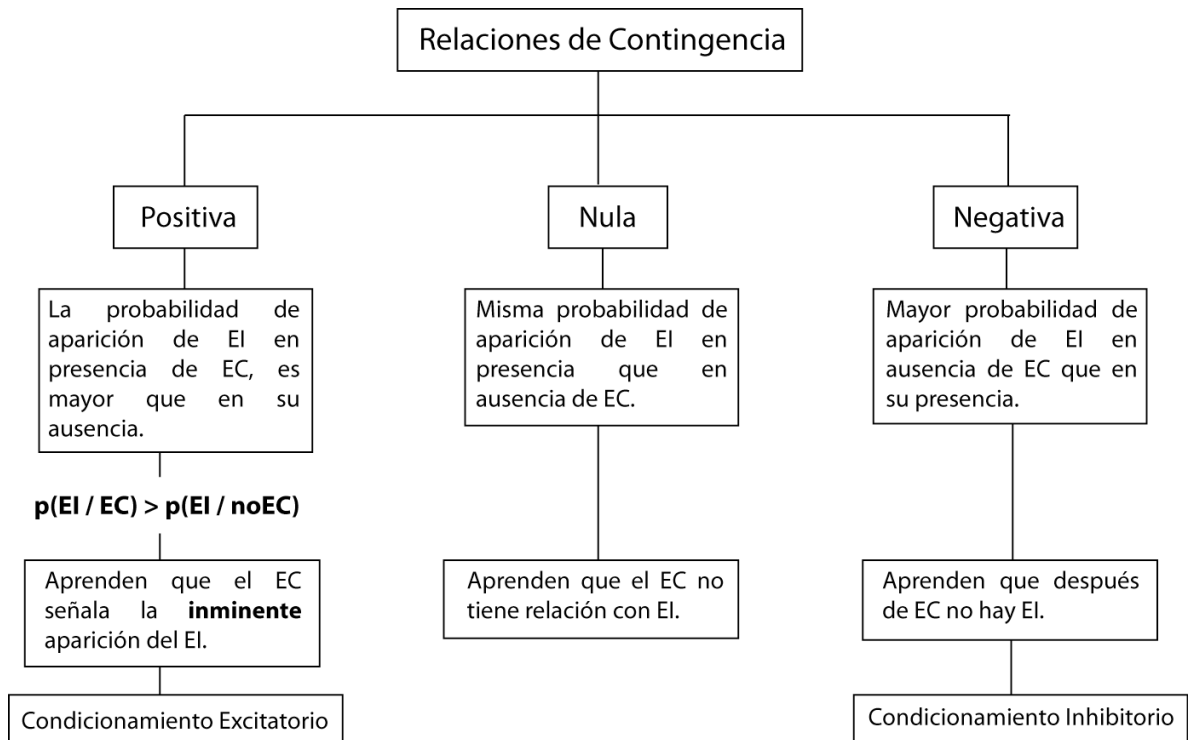 Relaciones de Contingencia
Positiva
Nula
Negativa
La probabilidad de
aparición de EI en
presencia de EC, es
mayor que en su
ausencia.
Misma probabilidad de
aparición de EI en
presencia que en
ausencia de EC.
Mayor probabilidad de
aparición de EI en
ausencia de EC que en
su presencia.
p(EI / EC) > p(EI / noEC)
Aprenden que el EC
señala la inminente
aparición del EI.
Aprenden que el EC no
tiene relación con EI.
Aprenden que después
de EC no hay EI.
Condicionamiento Excitatorio
Condicionamiento Inhibitorio